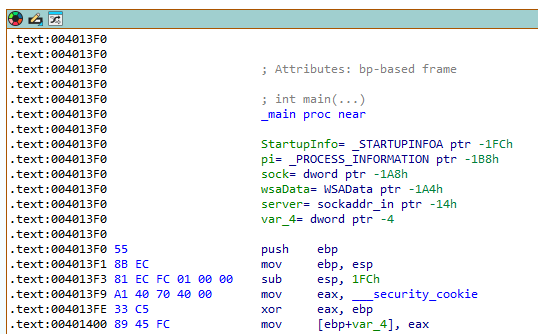 .text:004013F0
.text:004013F0
.text:004013F0 ; Attributes: bp-based frame
.text:004013F0
.text:004013F0 ; int main(...)
.text:004013F0 _main proc near
.text:004013F0
.text:004013F0 StartupInfo= _STARTUPINFOA ptr -1FCh
.text:004013F0 pi= _PROCESS_INFORMATION ptr -1B8h
.text:004013F0 sock= dword ptr -1A8h
.text:004013F0 wsaData= WSAData ptr -1A4h
.text:004013F0 server= sockaddr_in ptr -14h
.text:004013F0 var_4= dword ptr -4
.text:004013F0
.text:004013F0 55 push ebp
.text:004013F1 8B EC mov ebp, esp
.text:004013F3 81 EC FC 01 00 00 sub esp, 1FCh
.text:004013F9 A1 40 70 40 00 mov eax, ___security_cookie
.text:004013FE 33 C5 xor eax, ebp
.text:00401400 89 45 FC mov [ebp+var_4], eax